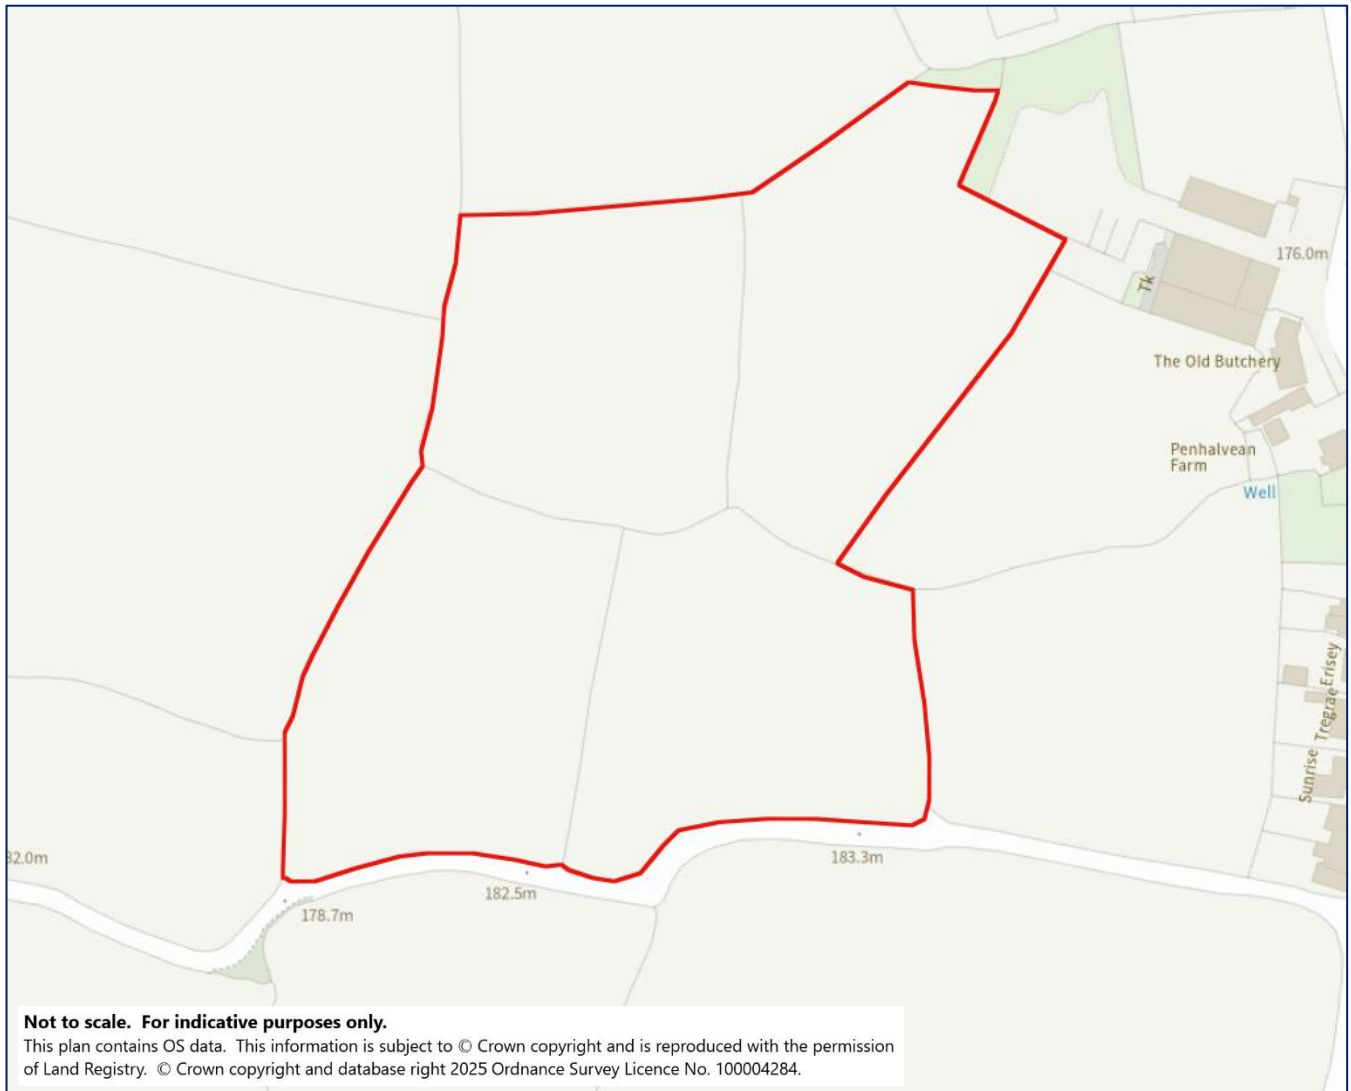 176.0m
Tk
The Old Butchery
Penhalvean
Farm
Well
Erisey
Tregrae
Sunrise
32.0m
183.3m
182.5m
178.7m
Not to scale. For indicative purposes only.
This plan contains OS data. This information is subject to © Crown copyright and is reproduced with the permission
of Land Registry. © Crown copyright and database right 2025 Ordnance Survey Licence No. 100004284.